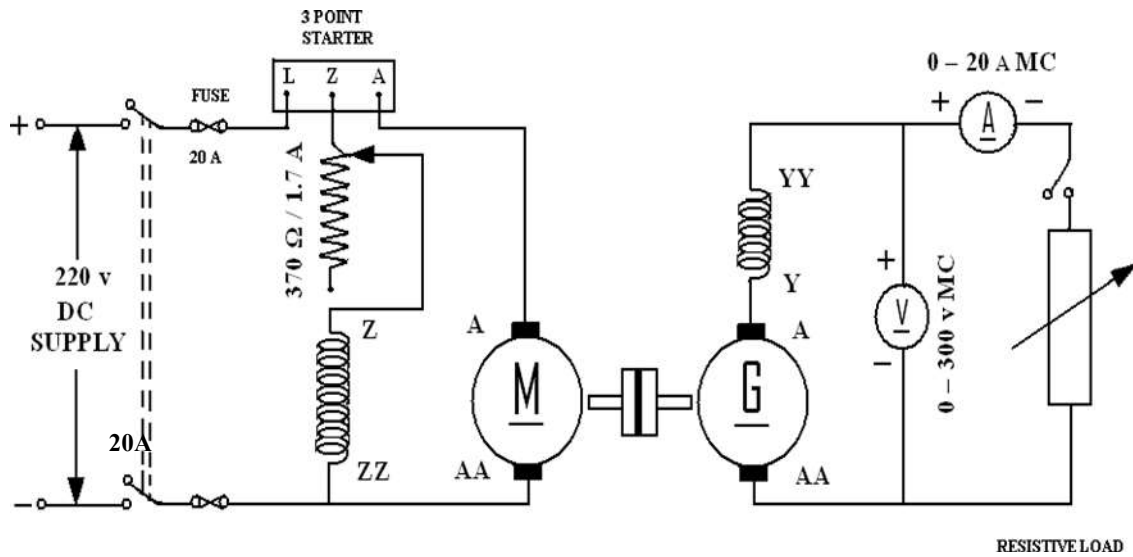 3 POINT
STARTER
L Z A
FUSE
20 A
+
220 v
DC
SUPPLY
−
20A
370 Ω / 1.7 A
Z
ZZ
A
M
AA
0 – 20 A MC
+ A −
YY
Y
A
G
AA
+
V
−
0 – 300 v MC
RESISTIVE LOAD